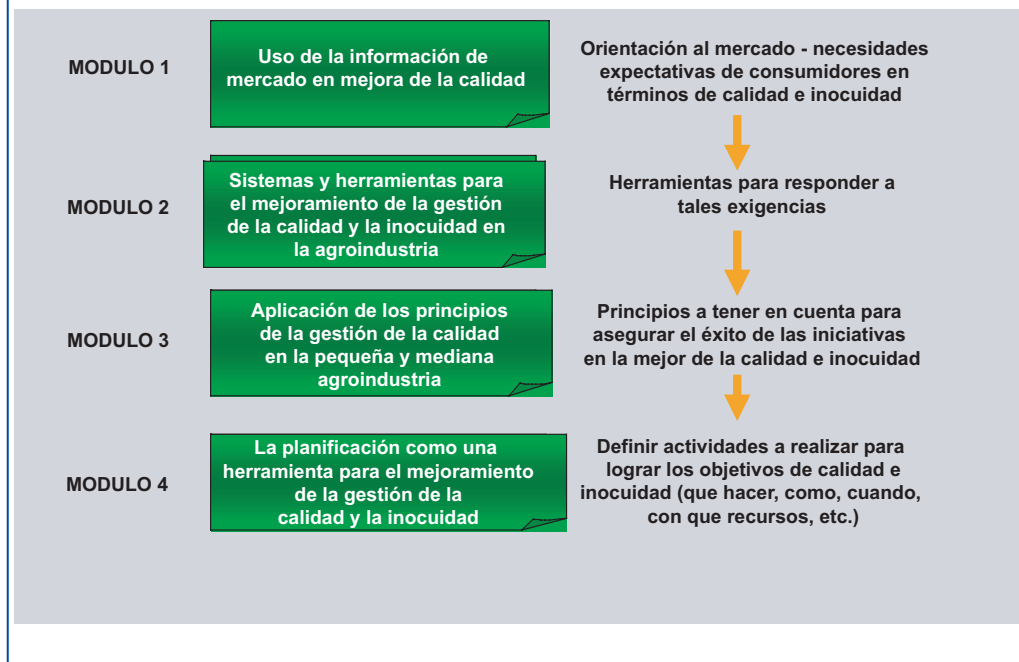 MODULO 1
Uso de la información de
mercado en mejora de la calidad
Orientación al mercado - necesidades
expectativas de consumidores en
términos de calidad e inocuidad
MODULO 2
Sistemas y herramientas para
el mejoramiento de la gestión
de la calidad y la inocuidad en
la agroindustria
Herramientas para responder a
tales exigencias
MODULO 3
Aplicación de los principios
de la gestión de la calidad
en la pequeña y mediana
agroindustria
Principios a tener en cuenta para
asegurar el éxito de las iniciativas
en la mejor de la calidad e inocuidad
MODULO 4
La planificación como una
herramienta para el mejoramiento
de la gestión de la
calidad y la inocuidad
Definir actividades a realizar para
lograr los objetivos de calidad e
inocuidad (que hacer, como, cuando,
con que recursos, etc.)